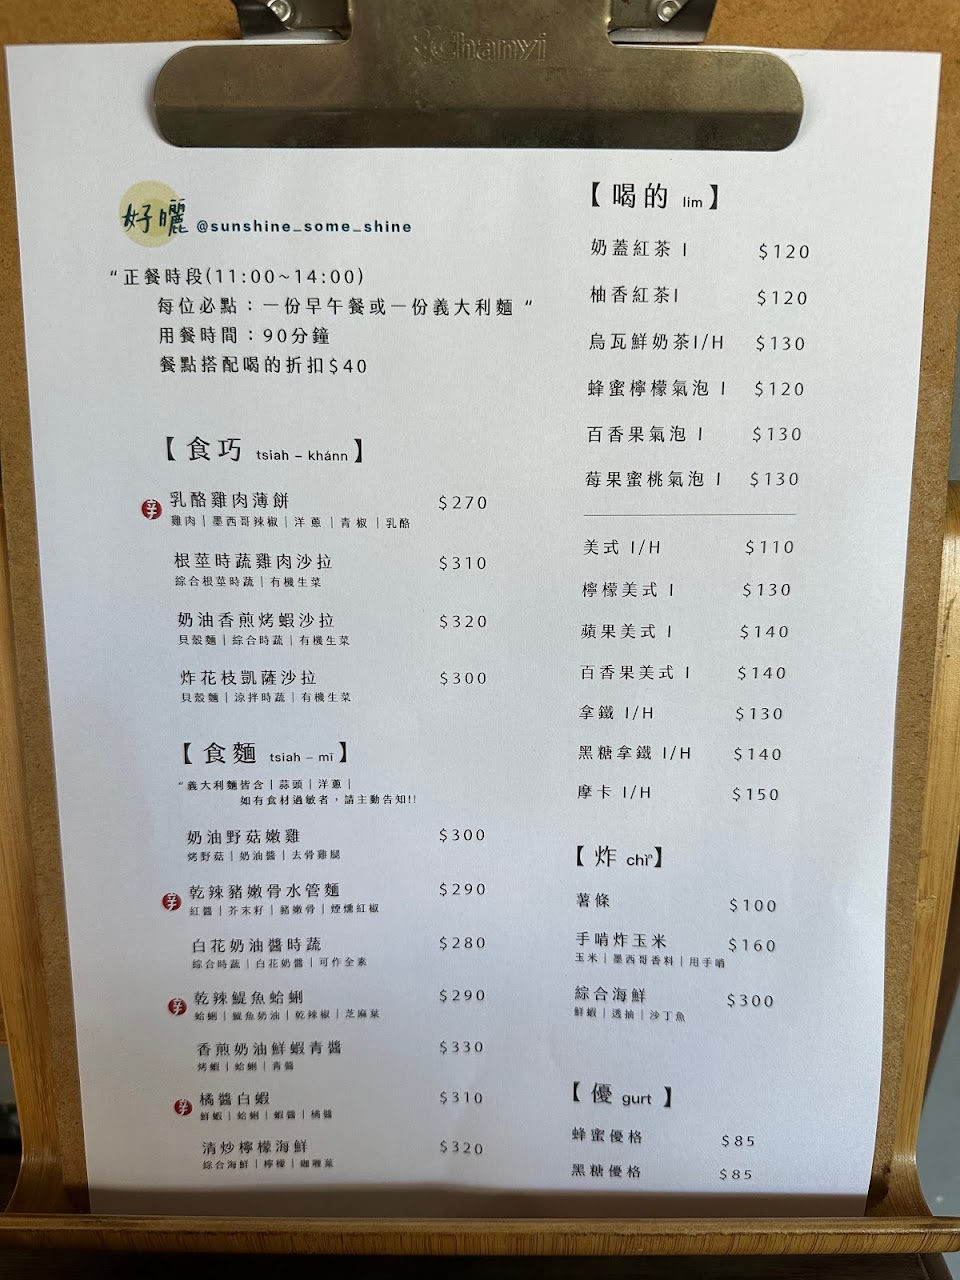 Chanyi
好曬 @sunshine_some_shine
“正餐時段(11:00~14:00)
每位必點：一份早午餐或一份義大利麵 “
用餐時間：90分鐘
餐點搭配喝的折扣$40
【 食巧 tsiah – khánn 】
辛 乳酪雞肉薄餅 $270
雞肉 | 墨西哥辣椒 | 洋蔥 | 青椒 | 乳酪
根莖時蔬雞肉沙拉 $310
綜合根莖時蔬 | 有機生菜
奶油香煎烤蝦沙拉 $320
貝殼麵 | 綜合時蔬 | 有機生菜
炸花枝凱薩沙拉 $300
貝殼麵 | 涼拌時蔬 | 有機生菜
【 食麵 tsiah – mī 】
“義大利麵皆含 | 蒜頭 | 洋蔥 |
如有食材過敏者，請主動告知!!
奶油野菇嫩雞 $300
烤野菇 | 奶油醬 | 去骨雞腿
辛 乾辣豬嫩骨水管麵 $290
紅醬 | 芥末籽 | 豬嫩骨 | 煙燻紅椒
白花奶油醬時蔬 $280
綜合時蔬 | 白花奶醬 | 可作全素
辛 乾辣鯷魚蛤蜊 $290
蛤蜊 | 鯷魚奶油 | 乾辣椒 | 芝麻葉
香煎奶油鮮蝦青醬 $330
烤蝦 | 蛤蜊 | 青醬
辛 橘醬白蝦 $310
鮮蝦 | 蛤蜊 | 蝦醬 | 橘醬
清炒檸檬海鮮 $320
綜合海鮮 | 檸檬 | 咖喱葉
【 喝的 lim 】
奶蓋紅茶 I $120
柚香紅茶I $120
烏瓦鮮奶茶I/H $130
蜂蜜檸檬氣泡 I $120
百香果氣泡 I $130
莓果蜜桃氣泡 I $130
美式 I/H $110
檸檬美式 I $130
蘋果美式 I $140
百香果美式 I $140
拿鐵 I/H $130
黑糖拿鐵 I/H $140
摩卡 I/H $150
【 炸 chìⁿ 】
薯條 $100
手啃炸玉米 $160
玉米 | 墨西哥香料 | 用手啃
綜合海鮮 $300
鮮蝦 | 透抽 | 沙丁魚
【 優 gurt 】
蜂蜜優格 $85
黑糖優格 $85